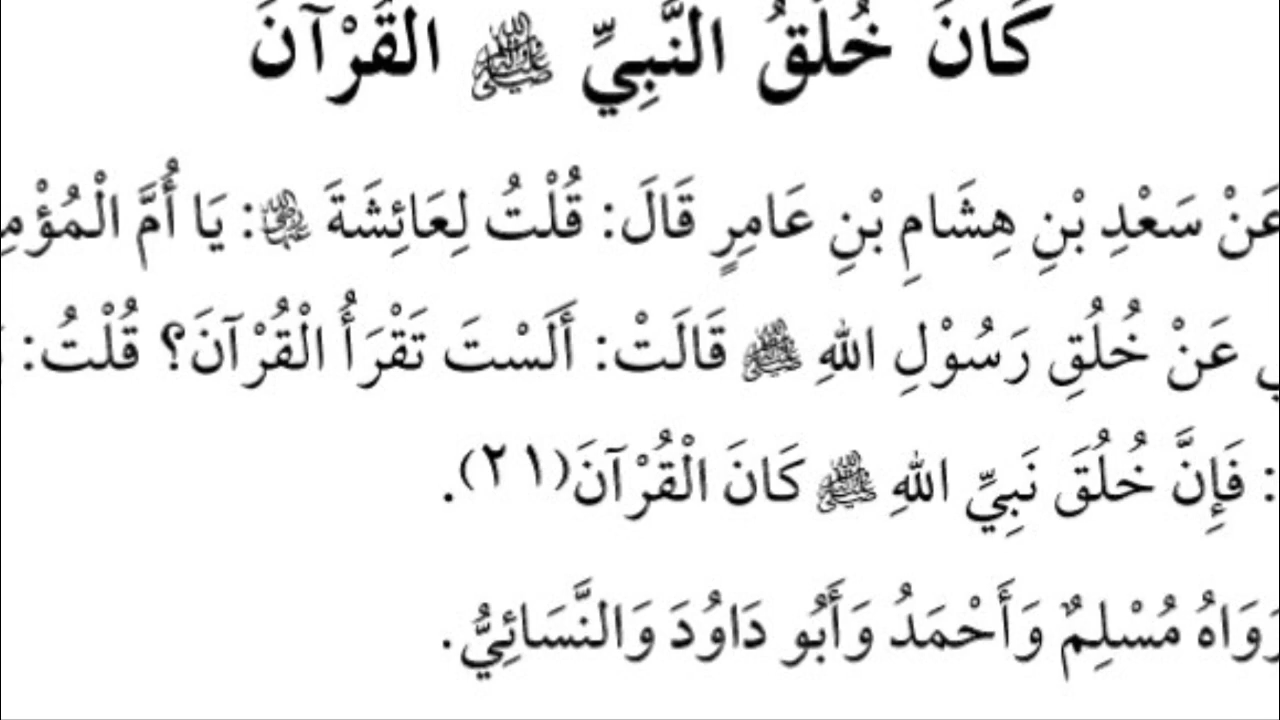 كَانَ خُلُقُ النَّبِيِّ ﷺ الْقُرْآنَ
عَنْ سَعْدِ بْنِ هِشَامِ بْنِ عَامِرٍ قَالَ: قُلْتُ لِعَائِشَةَ ؓ: يَا أُمَّ الْمُؤْمِ
عَنْ خُلُقِ رَسُوْلِ اللهِ ﷺ قَالَتْ: أَلَسْتَ تَقْرَأُ الْقُرْآنَ؟ قُلْتُ:
: فَإِنَّ خُلُقَ نَبِيِّ اللهِ ﷺ كَانَ الْقُرْآنَ(٢١).
رَوَاهُ مُسْلِمٌ وَأَحْمَدُ وَأَبُو دَاوُدَ وَالنَّسَائِيُّ.